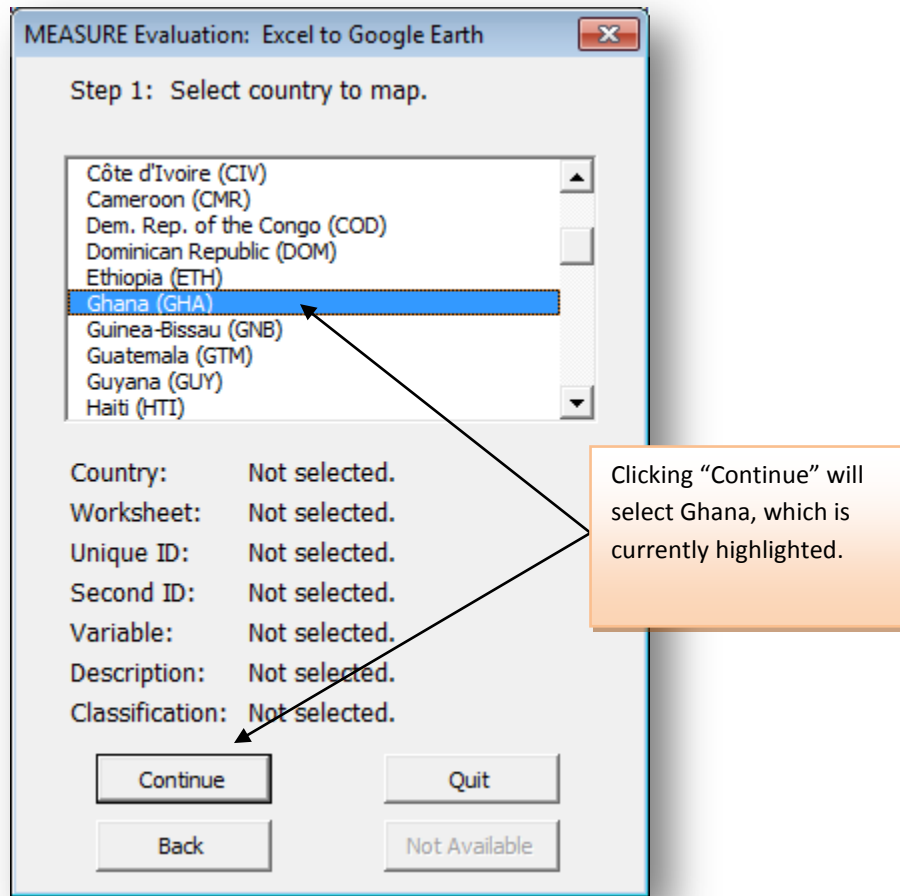 MEASURE Evaluation: Excel to Google Earth
Step 1: Select country to map.
Côte d'Ivoire (CIV)
Cameroon (CMR)
Dem. Rep. of the Congo (COD)
Dominican Republic (DOM)
Ethiopia (ETH)
Ghana (GHA)
Guinea-Bissau (GNB)
Guatemala (GTM)
Guyana (GUY)
Haiti (HTI)
Country: Not selected.
Worksheet: Not selected.
Unique ID: Not selected.
Second ID: Not selected.
Variable: Not selected.
Description: Not selected.
Classification: Not selected.
Clicking “Continue” will
select Ghana, which is
currently highlighted.
Continue Quit
Back Not Available